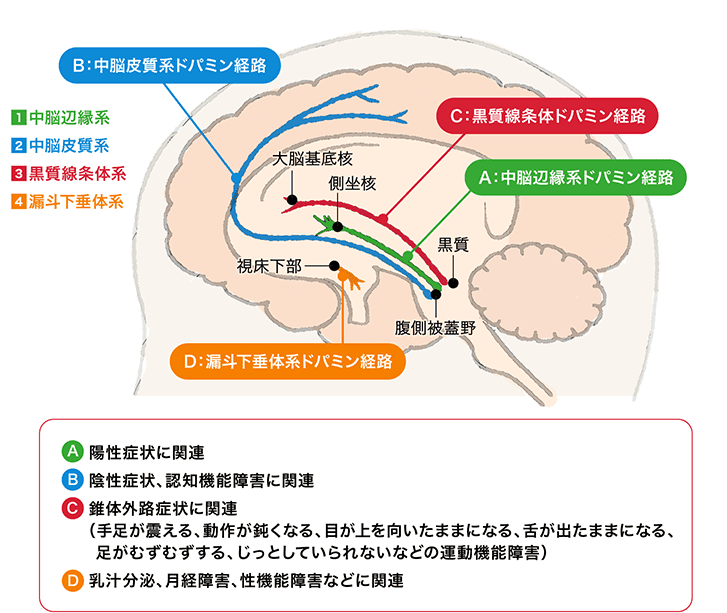 B：中脳皮質系ドパミン経路
C：黒質線条体ドパミン経路
1 中脳辺縁系
2 中脳皮質系
3 黒質線条体系
4 漏斗下垂体系
大脳基底核
側坐核
A：中脳辺縁系ドパミン経路
黒質
視床下部
腹側被蓋野
D：漏斗下垂体系ドパミン経路
A 陽性症状に関連
B 陰性症状、認知機能障害に関連
C 錐体外路症状に関連
（手足が震える、動作が鈍くなる、目が上を向いたままになる、舌が出たままになる、
足がむずむずする、じっとしていられないなどの運動機能障害）
D 乳汁分泌、月経障害、性機能障害などに関連